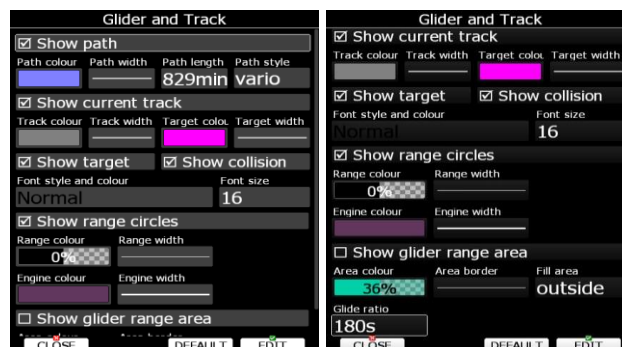 Glider and Track
Show path
Path colour Path width Path length Path style
829min vario
Show current track
Track colour Track width Target colou Target width
Show target Show collision
Font style and colour Font size
Normal 16
Show range circles
Range colour Range width
0%
Engine colour Engine width
Show glider range area
Area colour Area border
CLOSE DEFAULT EDIT
Glider and Track
Show current track
Track colour Track width Target colou Target width
Show target Show collision
Font style and colour Font size
Normal 16
Show range circles
Range colour Range width
0%
Engine colour Engine width
Show glider range area
Area colour Area border Fill area
36% outside
Glide ratio
180s
CLOSE DEFAULT EDIT